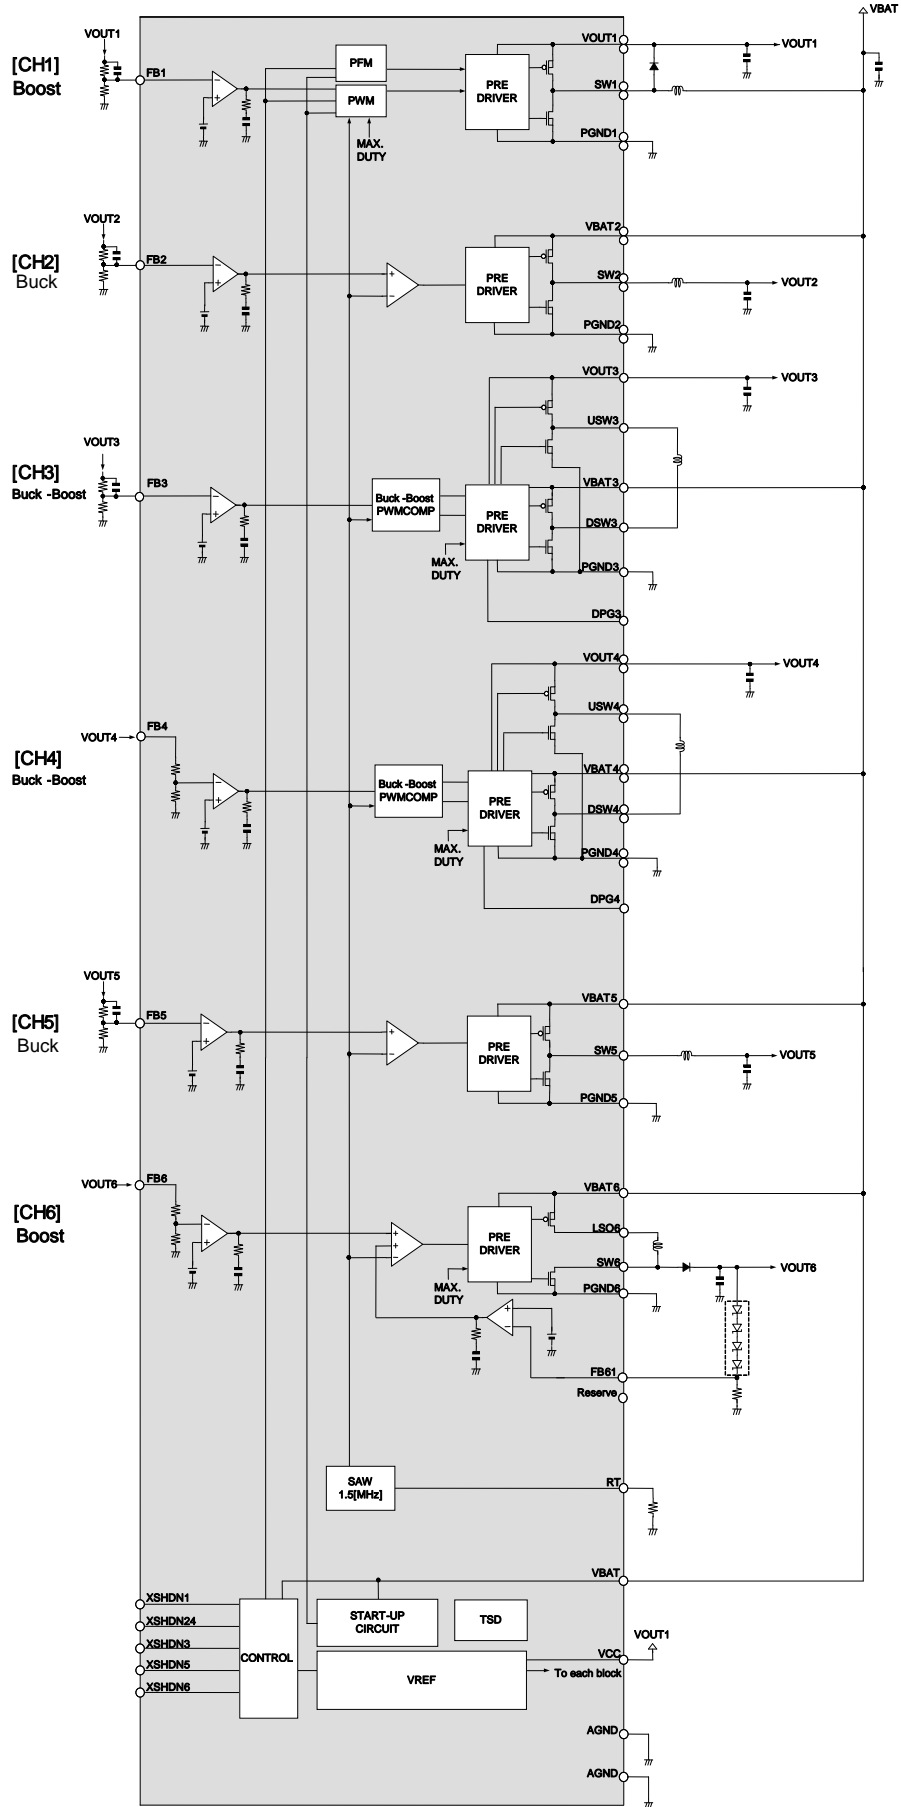 VBAT
VOUT1
[CH1]
Boost
FB1
PFM
PWM
MAX.
DUTY
PRE
DRIVER
VOUT1
VOUT1
SW1
PGND1
VOUT2
[CH2]
Buck
FB2
PRE
DRIVER
VBAT2
SW2
VOUT2
PGND2
VOUT3
VOUT3
VOUT3
[CH3]
Buck -Boost
FB3
Buck -Boost
PWMCOMP
MAX.
DUTY
PRE
DRIVER
USW3
VBAT3
DSW3
PGND3
DPG3
VOUT4
VOUT4
VOUT4
FB4
[CH4]
Buck -Boost
Buck -Boost
PWMCOMP
MAX.
DUTY
PRE
DRIVER
USW4
VBAT4
DSW4
PGND4
DPG4
VOUT5
[CH5]
Buck
FB5
PRE
DRIVER
VBAT5
SW5
VOUT5
PGND5
VOUT6
FB6
[CH6]
Boost
PRE
DRIVER
MAX.
DUTY
VBAT6
LSO6
SW6
VOUT6
PGND6
FB61
Reserve
SAW
1.5[MHz]
RT
VBAT
XSHDN1
XSHDN24
XSHDN3
XSHDN5
XSHDN6
CONTROL
START-UP
CIRCUIT
TSD
VREF
VOUT1
VCC
To each block
AGND
AGND